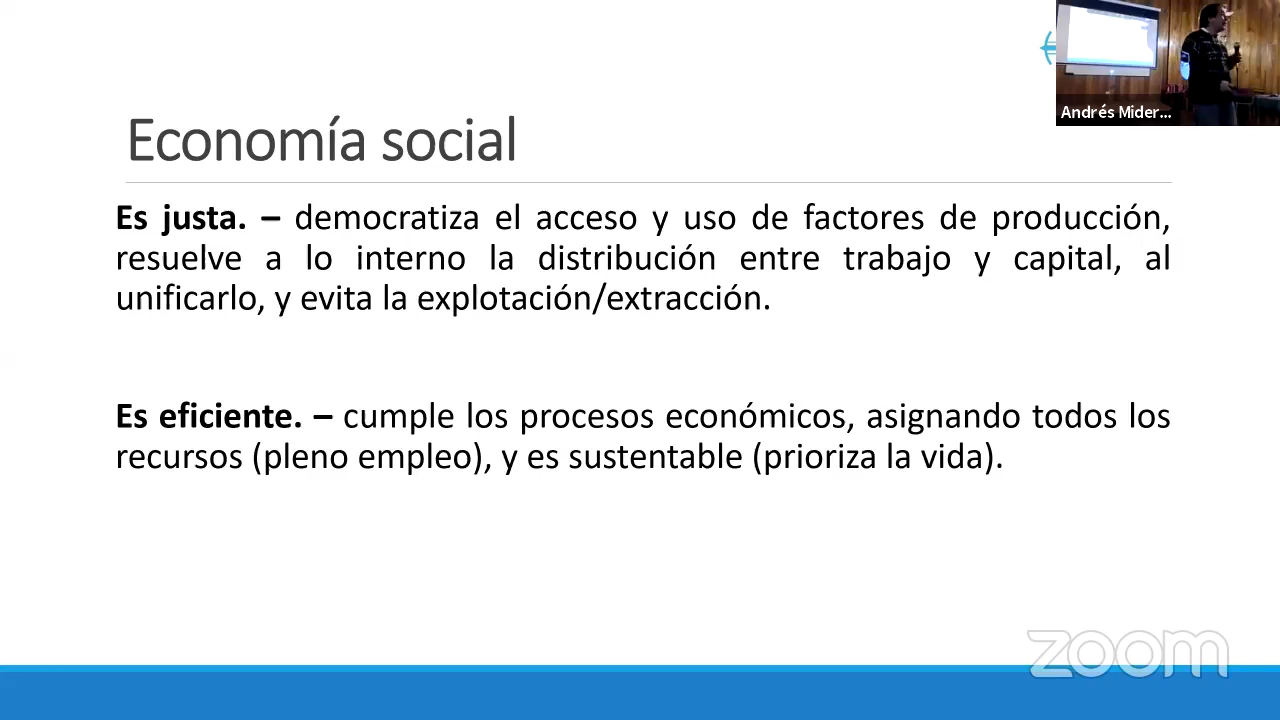 Andrés Mider...
Economía social
Es justa. – democratiza el acceso y uso de factores de producción,
resuelve a lo interno la distribución entre trabajo y capital, al
unificarlo, y evita la explotación/extracción.
Es eficiente. – cumple los procesos económicos, asignando todos los
recursos (pleno empleo), y es sustentable (prioriza la vida).
zoom